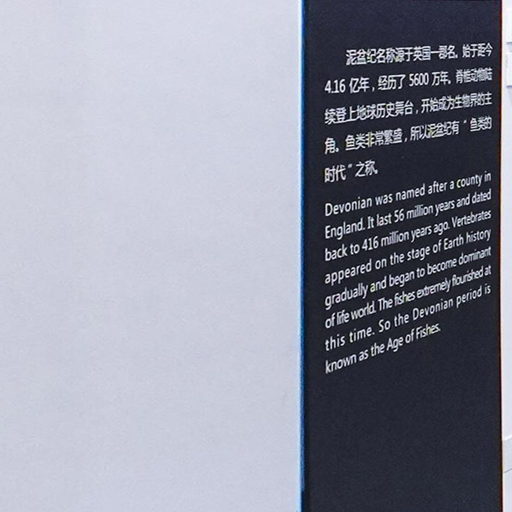 泥盆纪名称源于英国一郡名。始于距今
4.16 亿年，经历了 5600 万年。脊椎动物陆
续登上地球历史舞台，开始成为生物界的主
角。鱼类非常繁盛，所以泥盆纪有“鱼类的
时代”之称。
Devonian was named after a county in
England. It last 56 million years and dated
back to 416 million years ago. Vertebrates
appeared on the stage of Earth history
gradually and began to become dominant
of life world. The fishes extremely flourished at
this time. So the Devonian period is
known as the Age of Fishes.